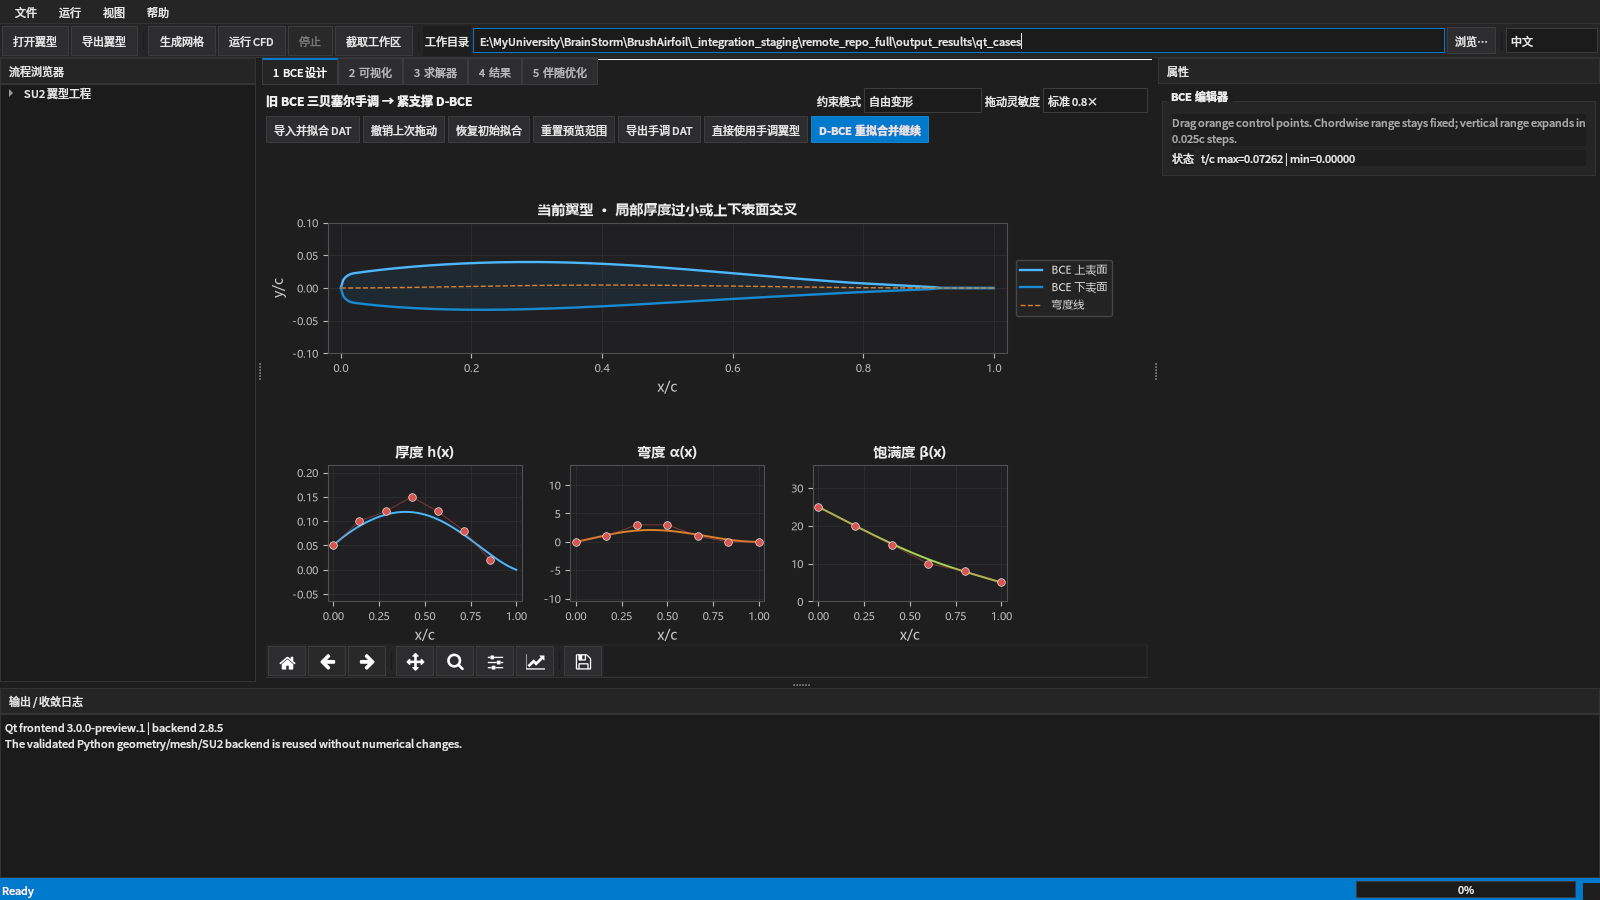 文件 运行 视图 帮助
打开翼型 导出翼型 生成网格 运行 CFD 停止 截取工作区 工作目录 E:\MyUniversity\BrainStorm\BrushAirfoil\_integration_staging\remote_repo_full\output_results\qt_cases 浏览··· 中文
流程浏览器
SU2 翼型工程
1 BCE 设计 2 可视化 3 求解器 4 结果 5 伴随优化
旧 BCE 三贝塞尔手调 → 紧支撑 D-BCE 约束模式 自由变形 拖动灵敏度 标准 0.8×
导入并拟合 DAT 撤销上次拖动 恢复初始拟合 重置预览范围 导出手调 DAT 直接使用手调翼型 D-BCE 重拟合并继续
当前翼型 · 局部厚度过小或上下表面交叉
0.10
0.05
0.00
-0.05
-0.10
y/c
0.0 0.2 0.4 0.6 0.8 1.0
x/c
BCE 上表面
BCE 下表面
弯度线
厚度 h(x)
0.20
0.15
0.10
0.05
0.00
-0.05
0.00 0.25 0.50 0.75 1.00
x/c
弯度 α(x)
10
5
0
-5
-10
0.00 0.25 0.50 0.75 1.00
x/c
饱满度 β(x)
30
20
10
0
0.00 0.25 0.50 0.75 1.00
x/c
属性
BCE 编辑器
Drag orange control points. Chordwise range stays fixed; vertical range expands in
0.025c steps.
状态 t/c max=0.07262 | min=0.00000
输出 / 收敛日志
Qt frontend 3.0.0-preview.1 | backend 2.8.5
The validated Python geometry/mesh/SU2 backend is reused without numerical changes.
Ready 0%